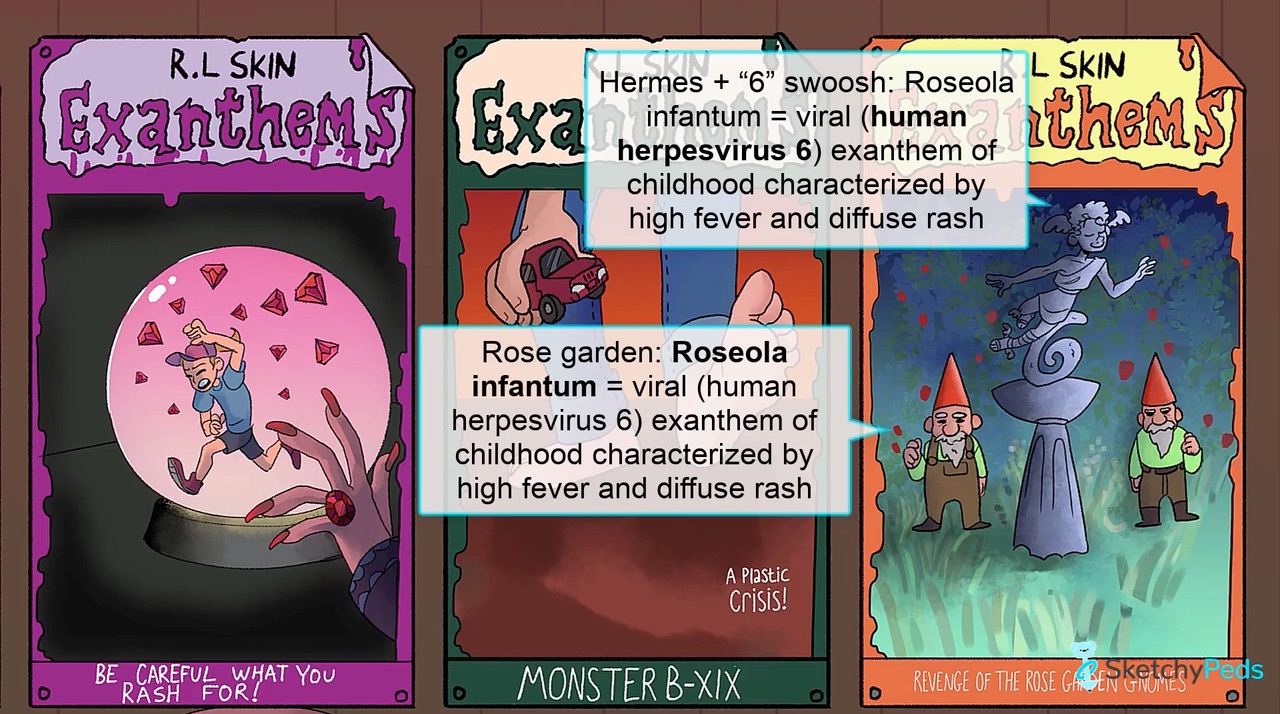 R.L SKIN
Exanthems
BE CAREFUL WHAT YOU
RASH FOR!
R.L SKIN
Exanthems
A PLASTIC
CRISIS!
MONSTER B-XIX
R.L SKIN
Exanthems
REVENGE OF THE ROSE GARDEN GNOMES
Hermes + “6” swoosh: Roseola
infantum = viral (human
herpesvirus 6) exanthem of
childhood characterized by
high fever and diffuse rash
Rose garden: Roseola
infantum = viral (human
herpesvirus 6) exanthem of
childhood characterized by
high fever and diffuse rash
SketchyPeds